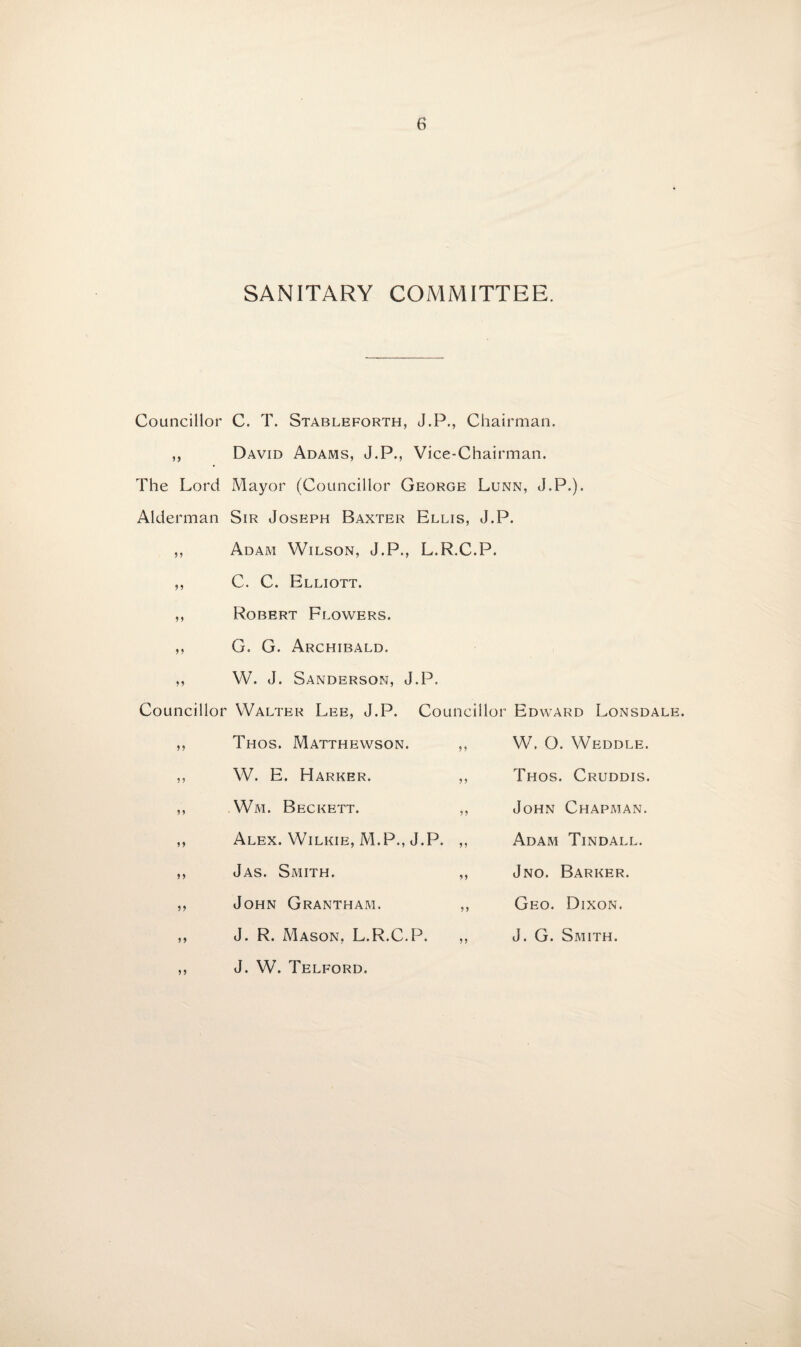 6
SANITARY COMMITTEE.
Councillor C. T. STABLEFORTH, J.P., Chairman.
,, DAVID ADAMS, J.P., Vice-Chairman.
The Lord Mayor (Councillor GEORGE LUNN, J.P.).
Alderman SIR JOSEPH BAXTER ELLIS, J.P.
,, ADAM WILSON, J.P., L.R.C.P.
,, C. C. ELLIOTT.
,, ROBERT FLOWERS.
,, G. G. ARCHIBALD.
,, W. J. SANDERSON, J.P.
Councillor WALTER LEE, J.P. Councillor EDWARD LONSDALE.
,, THOS. MATTHEWSON. ,, W. O. WEDDLE.
,, W. E. HARKER. ,, THOS. CRUDDIS.
,, WM. BECKETT. ,, JOHN CHAPMAN.
,, ALEX. WILKIE, M.P., J.P. ,, ADAM TINDALL.
,, JAS. SMITH. ,, JNO. BARKER.
,, JOHN GRANTHAM. ,, GEO. DIXON.
,, J. R. MASON, L.R.C.P. ,, J. G. SMITH.
,, J. W. TELFORD.